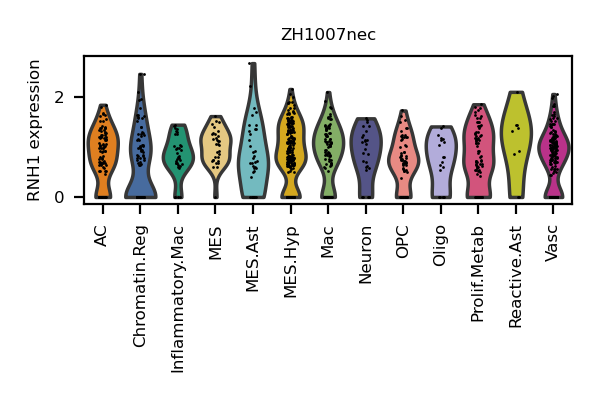 ZH1007nec
RNH1 expression
2
0
AC
Chromatin.Reg
Inflammatory.Mac
MES
MES.Ast
MES.Hyp
Mac
Neuron
OPC
Oligo
Prolif.Metab
Reactive.Ast
Vasc